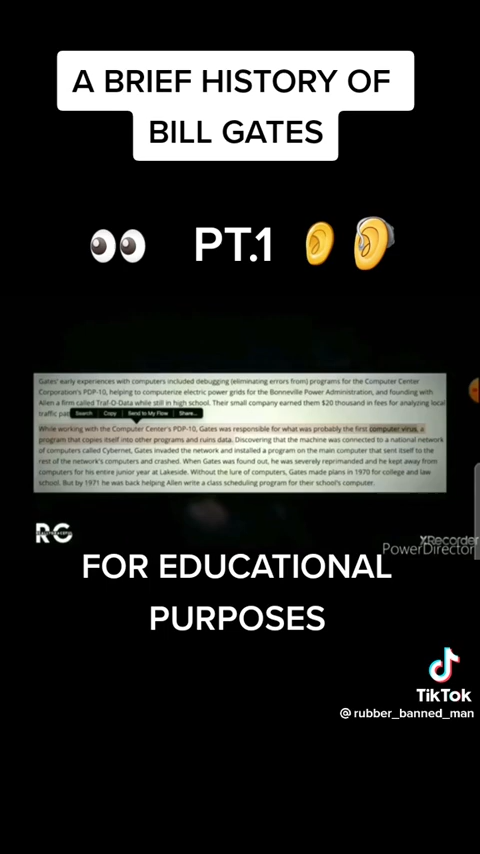 A BRIEF HISTORY OF
BILL GATES
PT.1
Gates' early experiences with computers included debugging (eliminating errors from) programs for the Computer Center
Corporation's PDP-10, helping to computerize electric power grids for the Bonneville Power Administration, and founding with
Allen a firm called Traf-O-Data while still in high school. Their small company earned them $20 thousand in fees for analyzing local
traffic pat
Search Copy Send to My Flow Share...
While working with the Computer Center's PDP-10, Gates was responsible for what was probably the first computer virus, a
program that copies itself into other programs and ruins data. Discovering that the machine was connected to a national network
of computers called Cybernet, Gates invaded the network and installed a program on the main computer that sent itself to the
rest of the network's computers and crashed. When Gates was found out, he was severely reprimanded and he kept away from
computers for his entire junior year at Lakeside. Without the lure of computers, Gates made plans in 1970 for college and law
school. But by 1971 he was back helping Allen write a class scheduling program for their school's computer.
RG
XRecorder
PowerDirector
FOR EDUCATIONAL
PURPOSES
TikTok
@rubber_banned_man